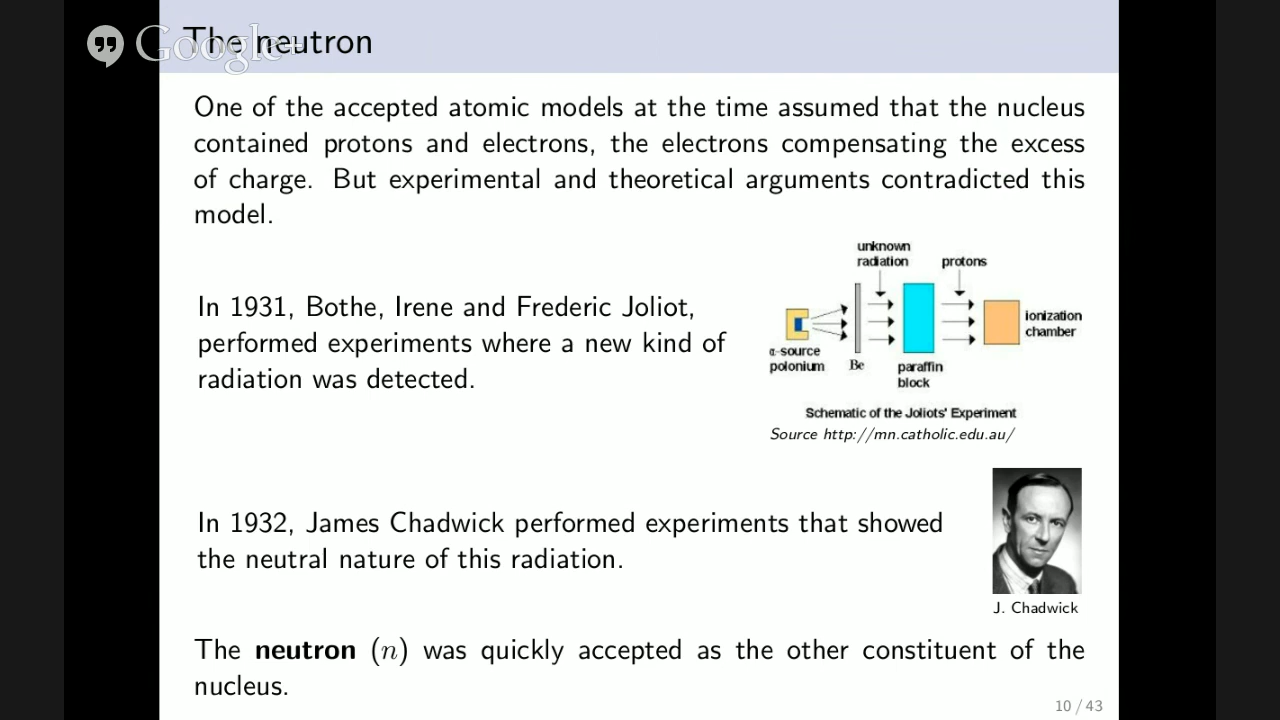 The neutron
Google+
One of the accepted atomic models at the time assumed that the nucleus
contained protons and electrons, the electrons compensating the excess
of charge. But experimental and theoretical arguments contradicted this
model.
In 1931, Bothe, Irene and Frederic Joliot,
performed experiments where a new kind of
radiation was detected.
unknown
radiation
protons
ionization
chamber
α-source
polonium
Be
paraffin
block
Schematic of the Joliots' Experiment
Source http://mn.catholic.edu.au/
In 1932, James Chadwick performed experiments that showed
the neutral nature of this radiation.
J. Chadwick
The neutron (n) was quickly accepted as the other constituent of the
nucleus.
10 / 43